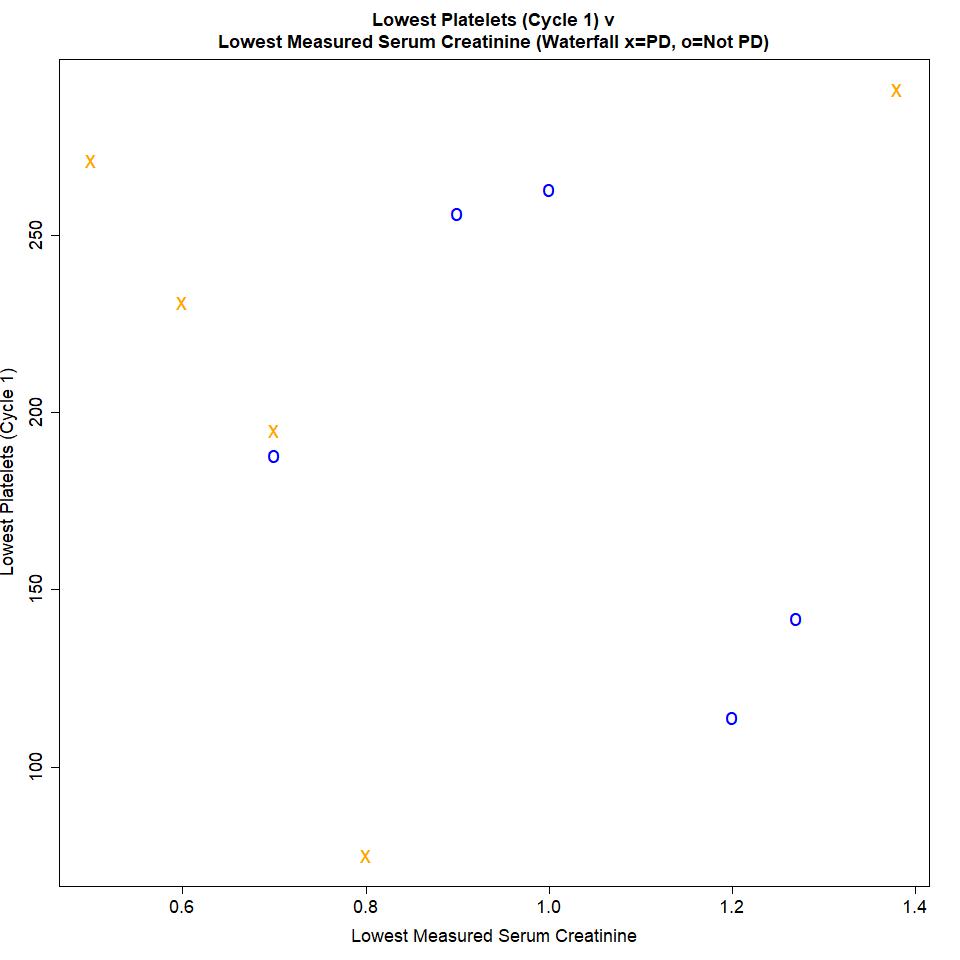 Lowest Platelets (Cycle 1) v
Lowest Measured Serum Creatinine (Waterfall x=PD, o=Not PD)
Lowest Platelets (Cycle 1)
250
200
150
100
x
x
x
x
x
o
o
o
o
o
0.6
0.8
1.0
1.2
1.4
Lowest Measured Serum Creatinine